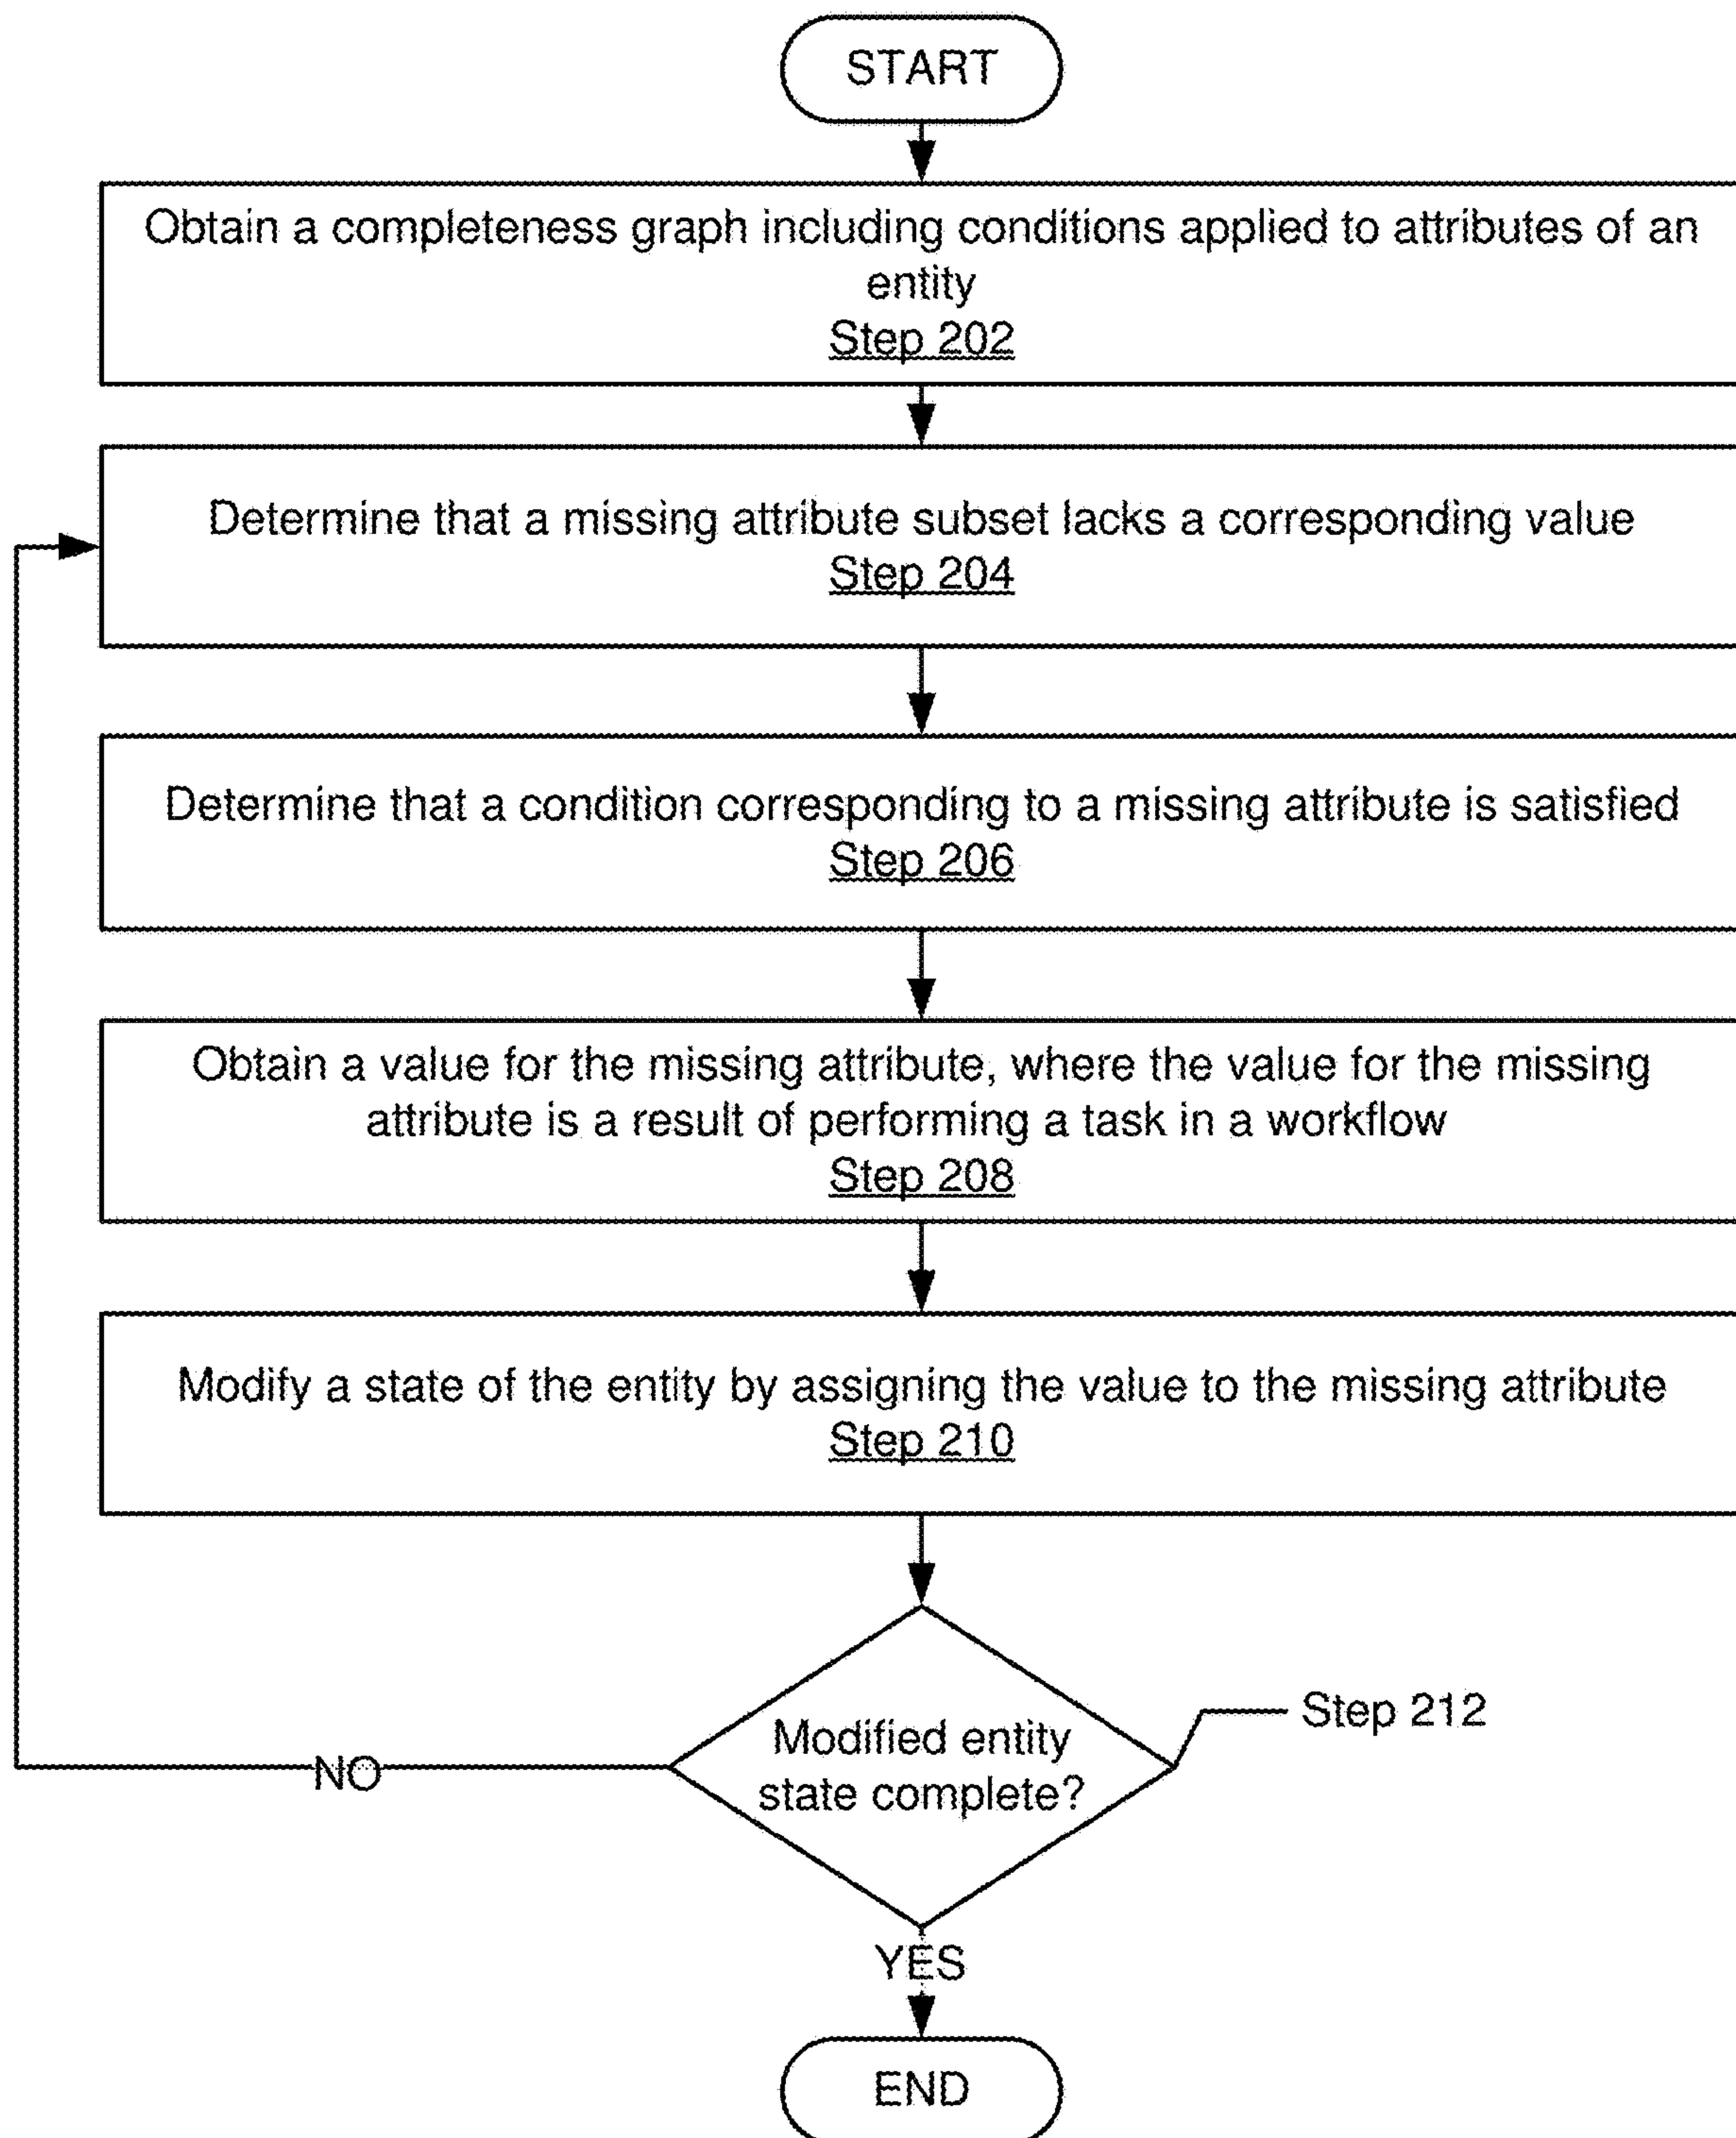 START
Obtain a completeness graph including conditions applied to attributes of an
entity
Step 202
Determine that a missing attribute subset lacks a corresponding value
Step 204
Determine that a condition corresponding to a missing attribute is satisfied
Step 206
Obtain a value for the missing attribute, where the value for the missing
attribute is a result of performing a task in a workflow
Step 208
Modify a state of the entity by assigning the value to the missing attribute
Step 210
Step 212
Modified entity
state complete?
NO
YES
END